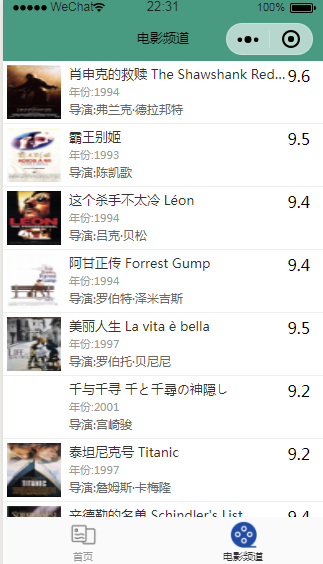 WeChat 22:31 100%
电影频道
肖申克的救赎 The Shawshank Red... 9.6
年份:1994
导演:弗兰克·德拉邦特
霸王别姬 9.5
年份:1993
导演:陈凯歌
这个杀手不太冷 Léon 9.4
年份:1994
导演:吕克·贝松
阿甘正传 Forrest Gump 9.4
年份:1994
导演:罗伯特·泽米吉斯
美丽人生 La vita è bella 9.5
年份:1997
导演:罗伯托·贝尼尼
千与千寻 千と千尋の神隠し 9.2
年份:2001
导演:宫崎骏
泰坦尼克号 Titanic 9.2
年份:1997
导演:詹姆斯·卡梅隆
辛德勒的名单 Schindler's List 9.4
首页 电影频道